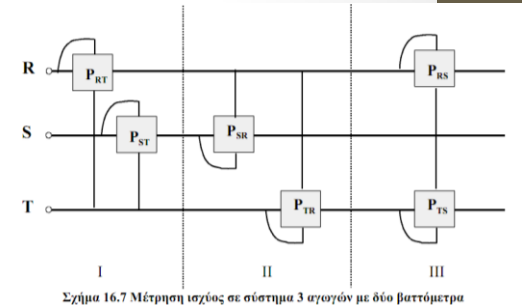 R
P_RT
P_RS
S
P_ST
P_SR
T
P_TR
P_TS
I
II
III
Σχήμα 16.7 Μέτρηση ισχύος σε σύστημα 3 αγωγών με δύο βαττόμετρα